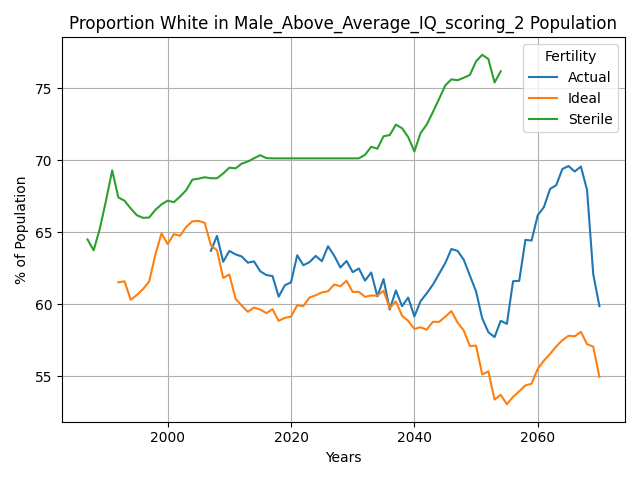 Proportion White in Male_Above_Average_IQ_scoring_2 Population
Fertility
Actual
Ideal
Sterile
% of Population
75
70
65
60
55
2000
2020
2040
2060
Years